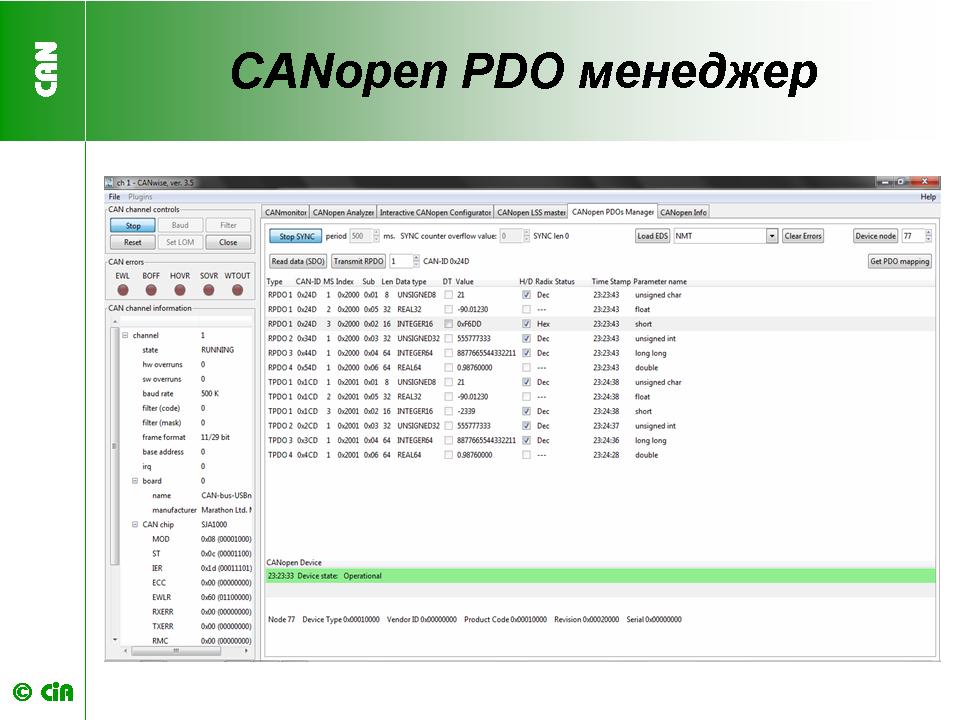 CAN
CANopen PDO менеджер
ch 1 - CANwise, ver. 3.5
File Plugins Help
CAN channel controls
Stop Baud Filter
Reset Set LOM Close
CAN errors
EWL BOFF HOVR SOVR WTOUT
CAN channel information
channel 1
state RUNNING
hw overruns 0
sw overruns 0
baud rate 500 K
filter (code) 0
filter (mask) 0
frame format 11/29 bit
base address 0
irq 0
board 0
name CAN-bus-USBn
manufacturer Marathon Ltd. M
CAN chip SJA1000
MOD 0x08 (00001000)
ST 0x0c (00001100)
IER 0x1d (00011101)
ECC 0x00 (00000000)
EWLR 0x60 (01100000)
RXERR 0x00 (00000000)
TXERR 0x00 (00000000)
RMC 0x00 (00000000)
CANmonitor CANopen Analyzer Interactive CANopen Configurator CANopen LSS master CANopen PDOs Manager CANopen Info
Stop SYNC period 500 ms. SYNC counter overflow value: 0 SYNC len 0 Load EDS NMT Clear Errors Device node 77
Read data (SDO) Transmit RPDO 1 CAN-ID 0x24D Get PDO mapping
Type CAN-ID MS Index Sub Len Data type DT Value H/D Radix Status Time Stamp Parameter name
RPDO 1 0x24D 1 0x2000 0x01 8 UNSIGNED8 21 Dec 23:23:43 unsigned char
RPDO 1 0x24D 2 0x2000 0x05 32 REAL32 -90.01230 --- 23:23:43 float
RPDO 1 0x24D 3 0x2000 0x02 16 INTEGER16 0xF6DD Hex 23:23:43 short
RPDO 2 0x34D 1 0x2000 0x03 32 UNSIGNED32 555777333 Dec 23:23:43 unsigned int
RPDO 3 0x44D 1 0x2000 0x04 64 INTEGER64 8877665544332211 Dec 23:23:43 long long
RPDO 4 0x54D 1 0x2000 0x06 64 REAL64 0.98760000 --- 23:23:43 double
TPDO 1 0x1CD 1 0x2001 0x01 8 UNSIGNED8 21 Dec 23:24:38 unsigned char
TPDO 1 0x1CD 2 0x2001 0x05 32 REAL32 -90.01230 --- 23:24:38 float
TPDO 1 0x1CD 3 0x2001 0x02 16 INTEGER16 -2339 Dec 23:24:38 short
TPDO 2 0x2CD 1 0x2001 0x03 32 UNSIGNED32 555777333 Dec 23:24:37 unsigned int
TPDO 3 0x3CD 1 0x2001 0x04 64 INTEGER64 8877665544332211 Dec 23:24:36 long long
TPDO 4 0x4CD 1 0x2001 0x06 64 REAL64 0.98760000 --- 23:24:28 double
CANopen Device
23:23:33 Device state: Operational
Node 77 Device Type 0x00010000 Vendor ID 0x00000000 Product Code 0x00010000 Revision 0x00020000 Serial 0x00000000
© CiA